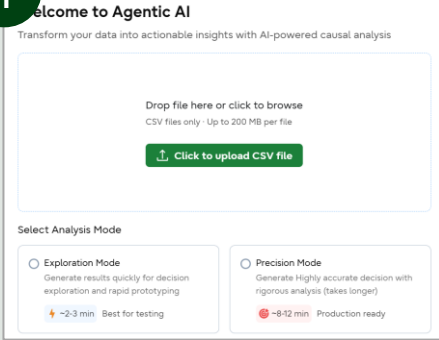 elcome to Agentic AI
Transform your data into actionable insights with AI-powered causal analysis
Drop file here or click to browse
CSV files only · Up to 200 MB per file
Click to upload CSV file
Select Analysis Mode
Exploration Mode
Generate results quickly for decision
exploration and rapid prototyping
~2-3 min Best for testing
Precision Mode
Generate Highly accurate decision with
rigorous analysis (takes longer)
~8-12 min Production ready